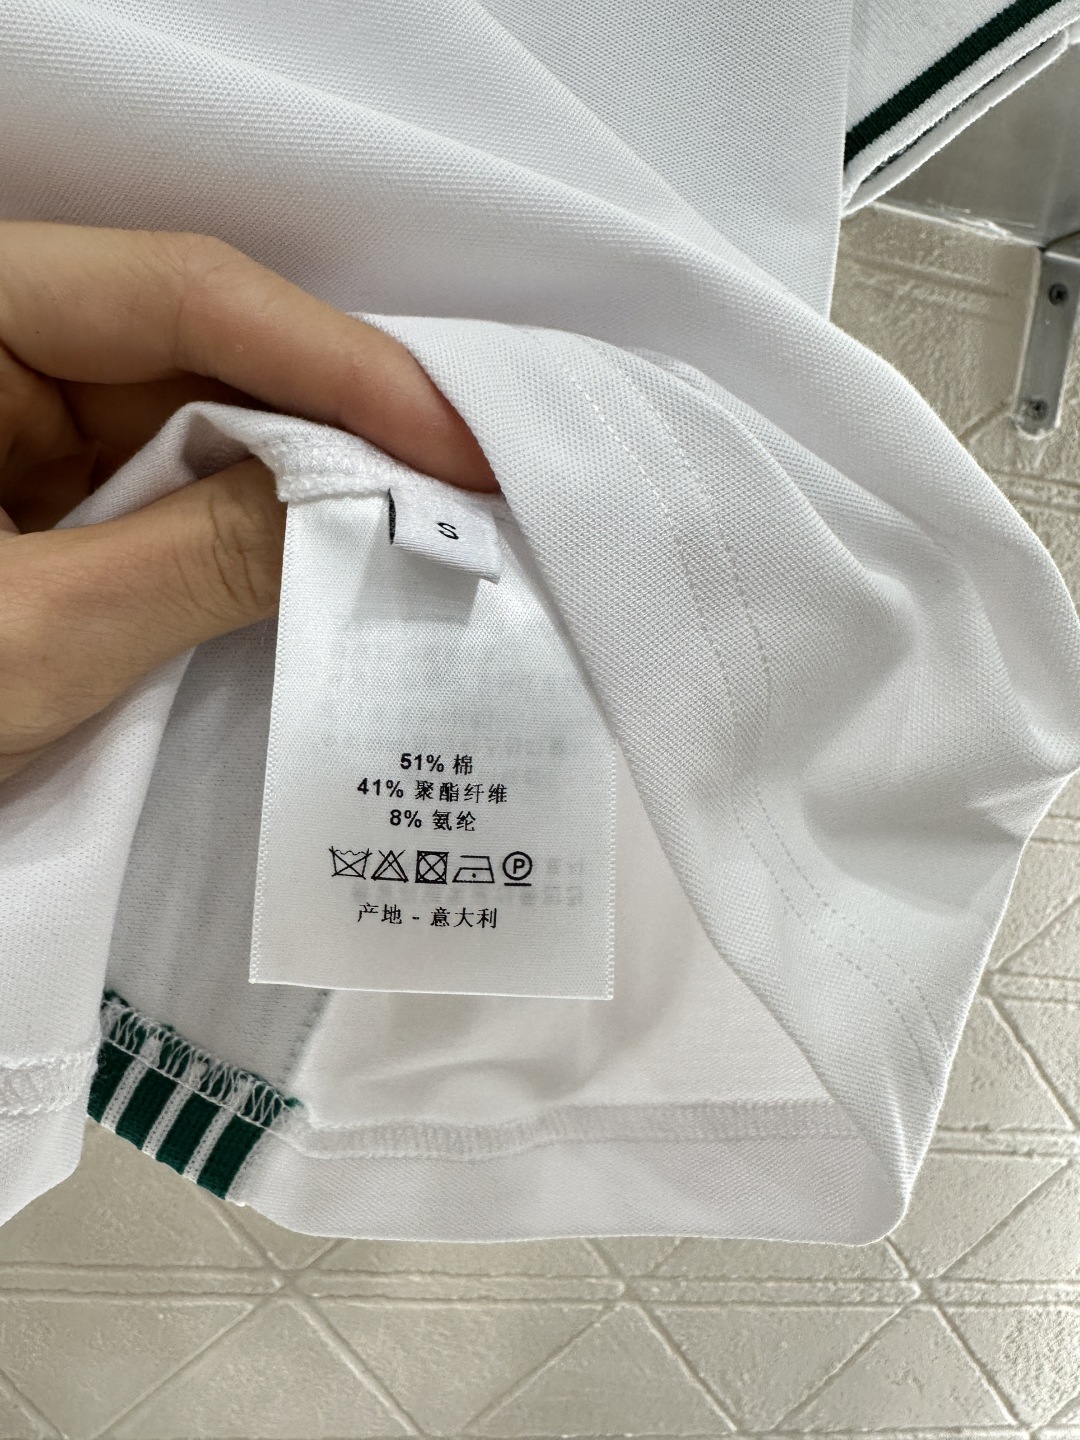 S
51% 棉
41% 聚酯纤维
8% 氨纶
P
产地 - 意大利